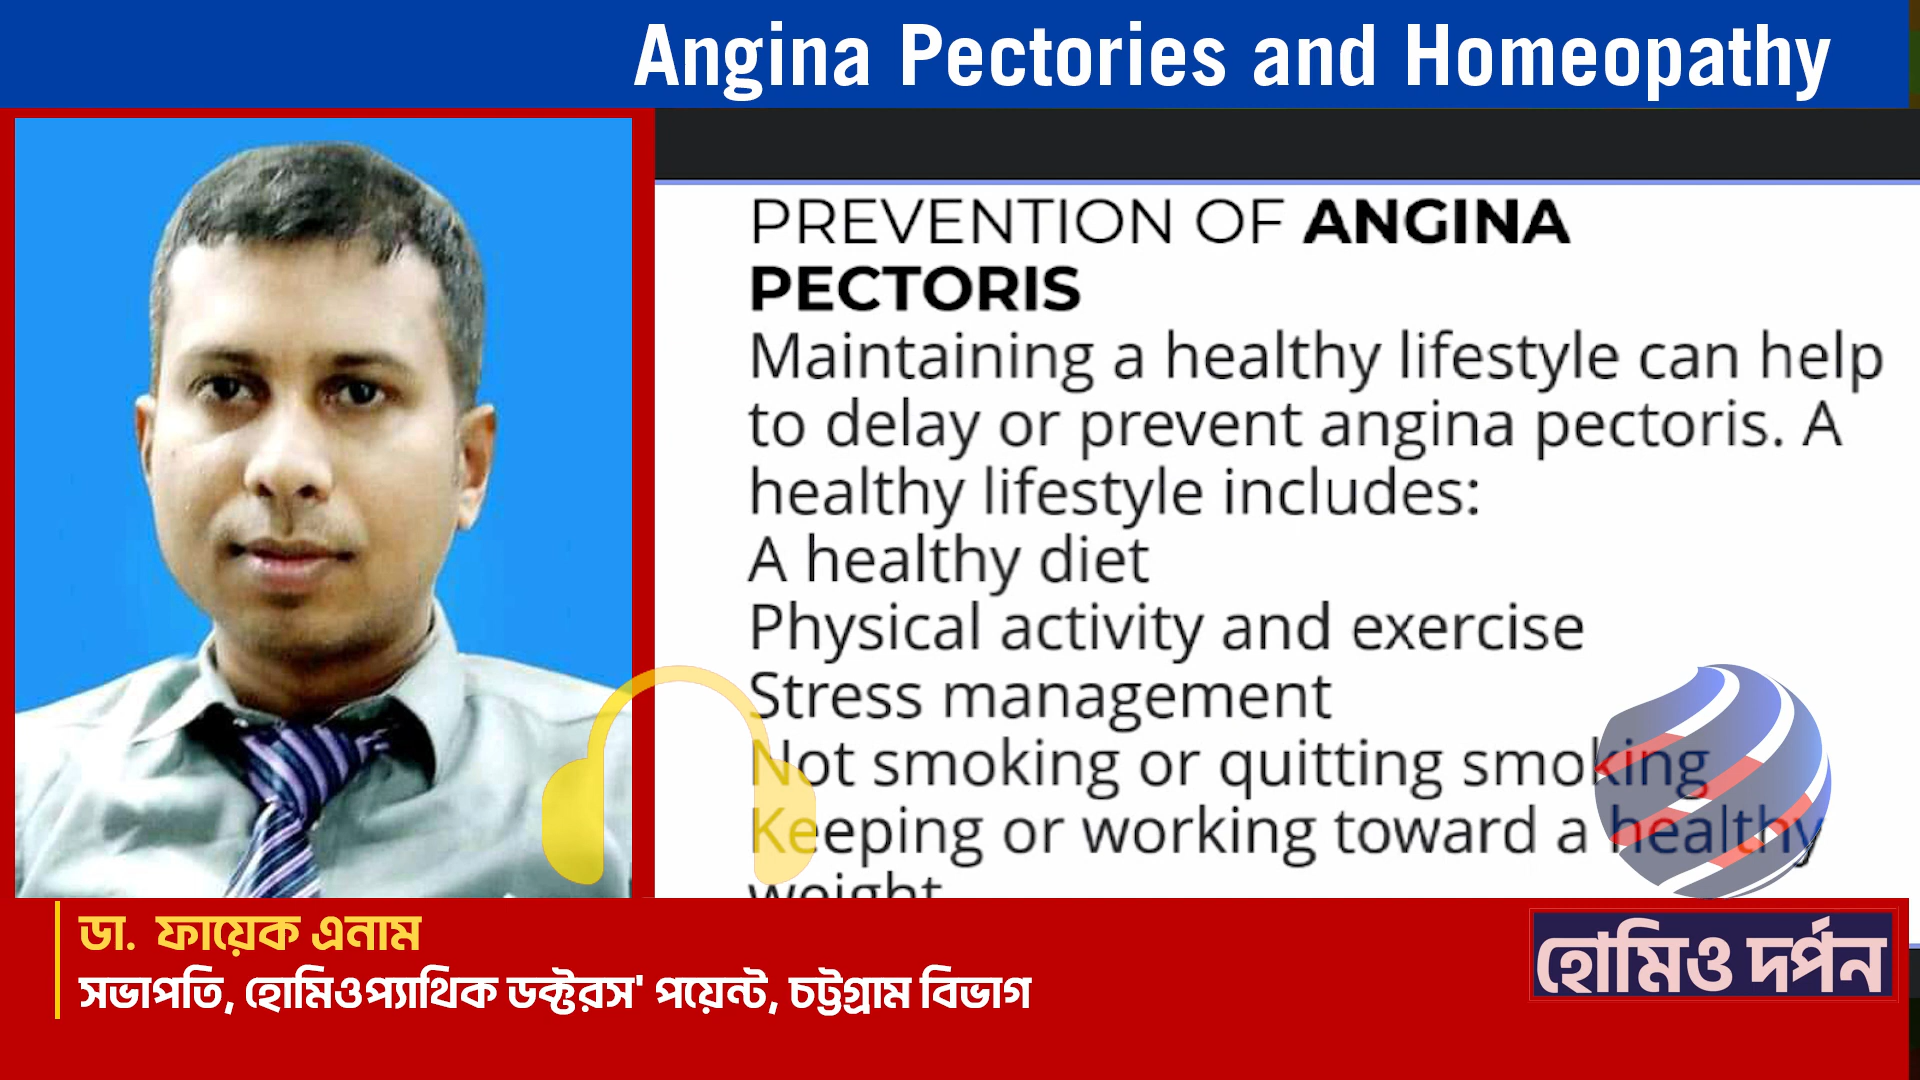 Angina Pectories and Homeopathy
PREVENTION OF ANGINA
PECTORIS
Maintaining a healthy lifestyle can help
to delay or prevent angina pectoris. A
healthy lifestyle includes:
A healthy diet
Physical activity and exercise
Stress management
Not smoking or quitting smoking
Keeping or working toward a healthy
weight
ডা. ফায়েক এনাম
সভাপতি, হোমিওপ্যাথিক ডক্টরস' পয়েন্ট, চট্টগ্রাম বিভাগ
হোমিও দর্পন